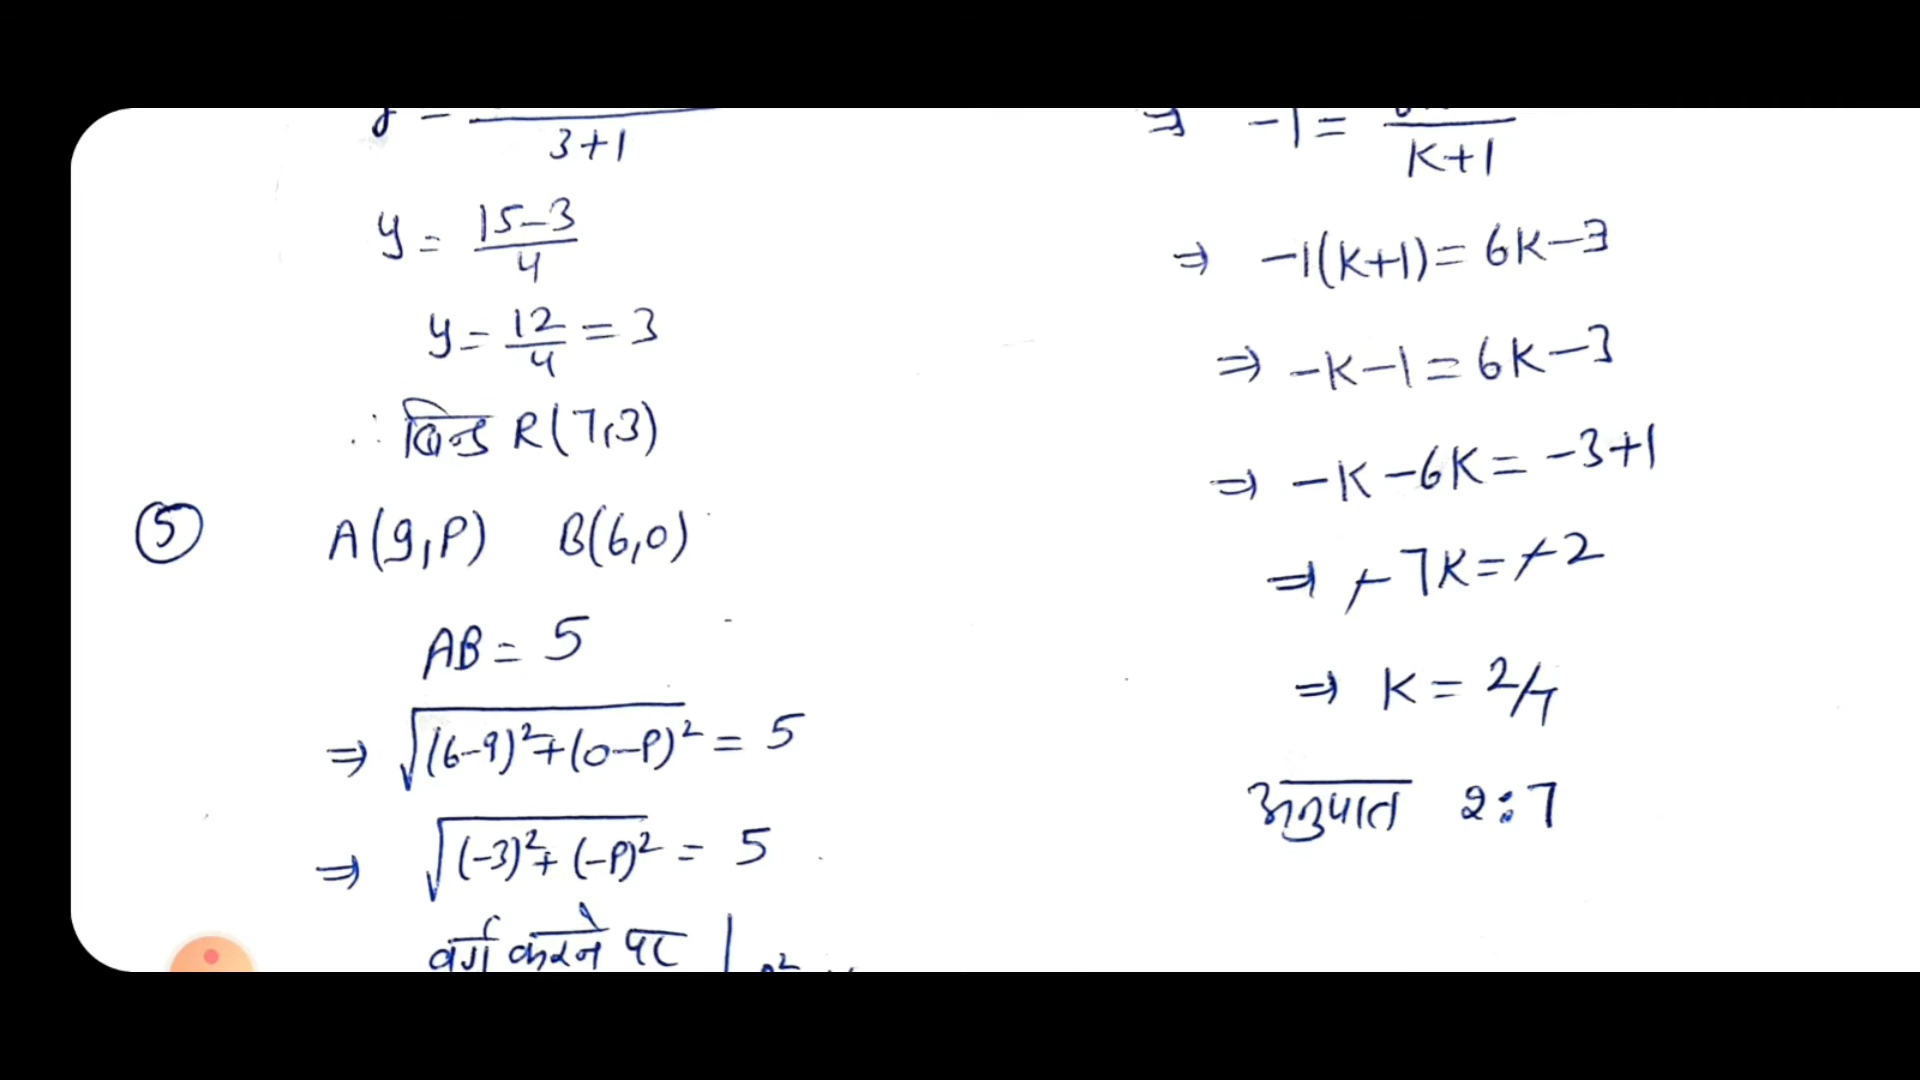 3+1
y = 15-3/4
y = 12/4 = 3
∴ बिन्दु R(7,3)
⑤ A(9,P) B(6,0)
AB = 5
⇒ √(6-9)²+(0-P)² = 5
⇒ √(-3)²+(-P)² = 5
वर्ग करने पर
⇒ -1 = /K+1
⇒ -1(K+1) = 6K-3
⇒ -K-1 = 6K-3
⇒ -K-6K = -3+1
⇒ -7K = -2
⇒ K = 2/7
अनुपात 2:7